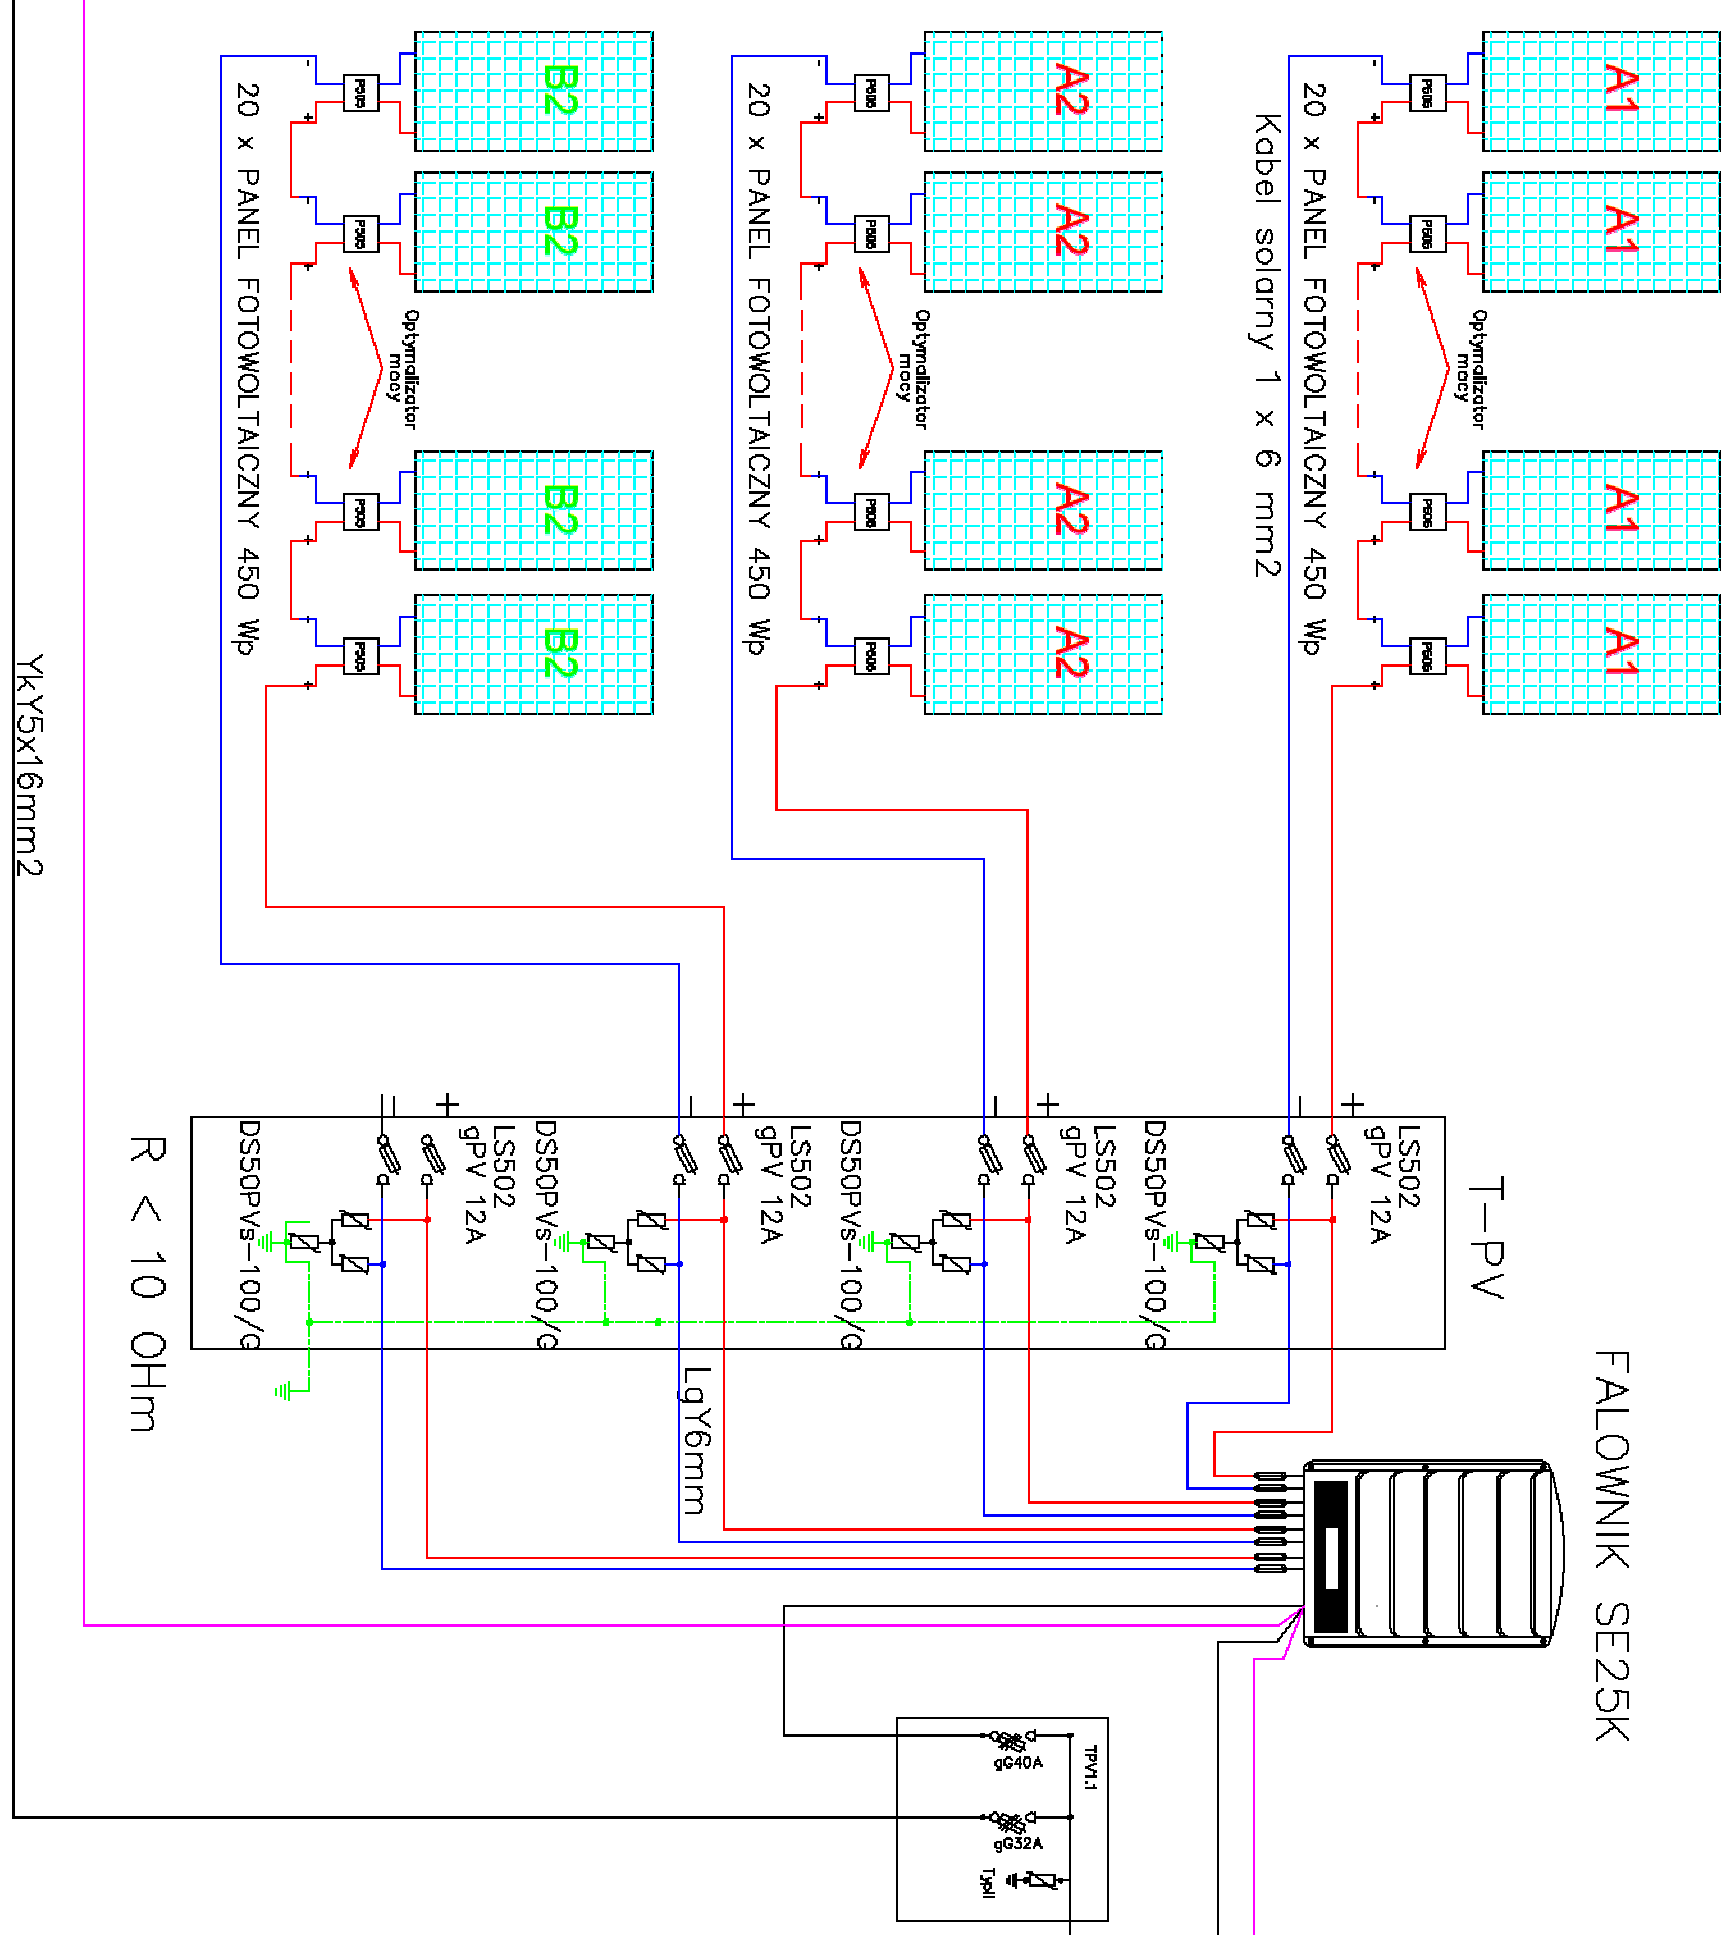 A1 A1 A1 A1
FALOWNIK SE25K
T-PV
Optymalizator
mocy
LS502
gPV 12A
20 x PANEL FOTOWOLTAICZNY 450 Wp
Kabel solarny 1 x 6 mm2
DS50PVs-100/G
A2 A2 A2 A2
LS502
gPV 12A
TPV1.1
gG40A
gG32A
TypII
Optymalizator
mocy
DS50PVs-100/G
20 x PANEL FOTOWOLTAICZNY 450 Wp
LS502
gPV 12A
LgY6mm
B2 B2 B2 B2
DS50PVs-100/G
LS502
gPV 12A
Optymalizator
mocy
20 x PANEL FOTOWOLTAICZNY 450 Wp
DS50PVs-100/G
R < 10 OHm
YkY5x16mm2